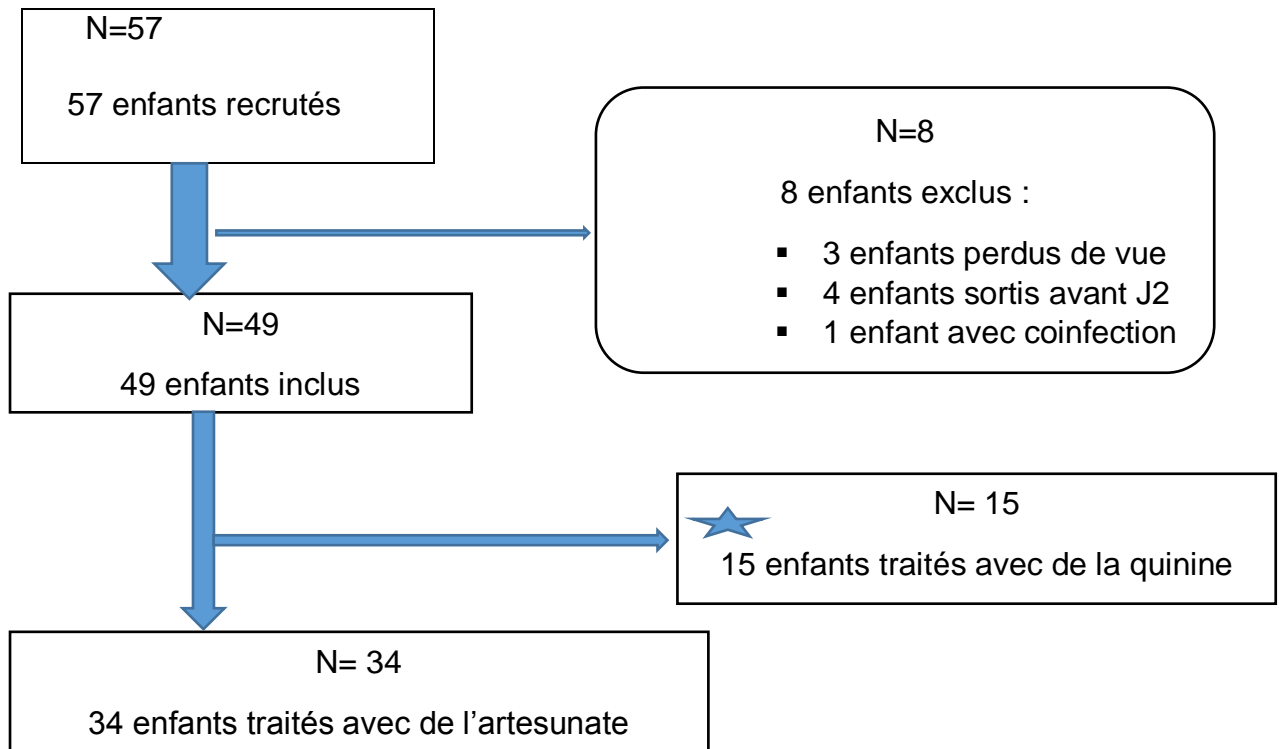 N=57
57 enfants recrutés
N=8
8 enfants exclus :
▪ 3 enfants perdus de vue
▪ 4 enfants sortis avant J2
▪ 1 enfant avec coinfection
N=49
49 enfants inclus
N= 15
15 enfants traités avec de la quinine
N= 34
34 enfants traités avec de l’artesunate